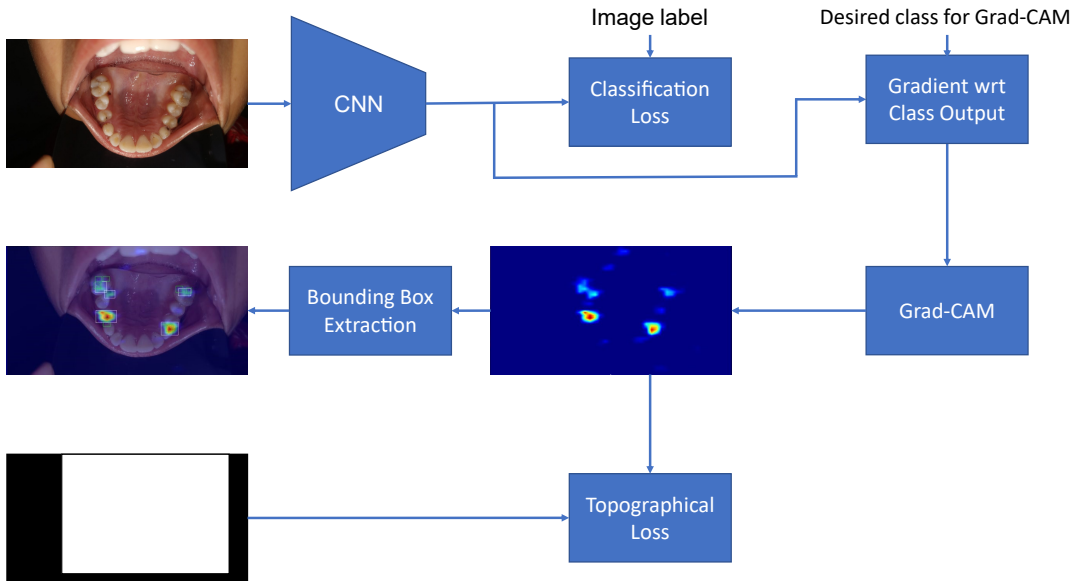 Image label
Desired class for Grad-CAM
CNN
Classification
Loss
Gradient wrt
Class Output
Bounding Box
Extraction
Grad-CAM
Topographical
Loss